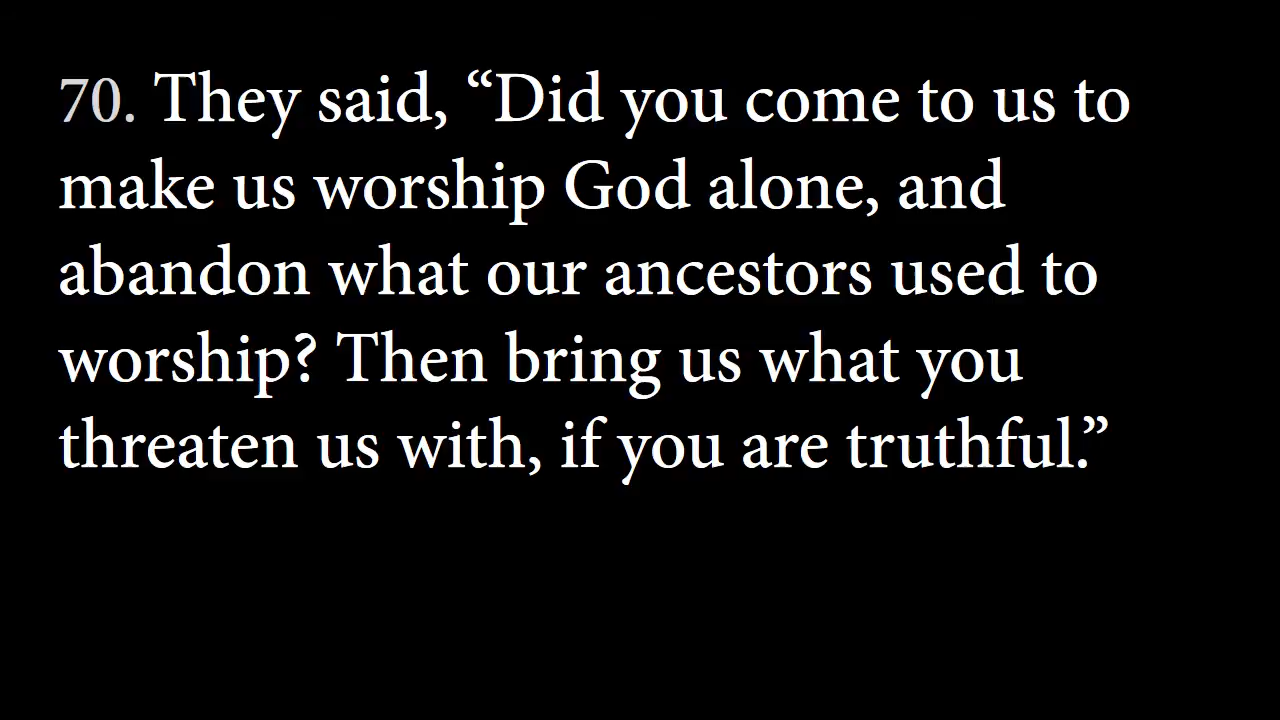 70. They said, “Did you come to us to
make us worship God alone, and
abandon what our ancestors used to
worship? Then bring us what you
threaten us with, if you are truthful.”